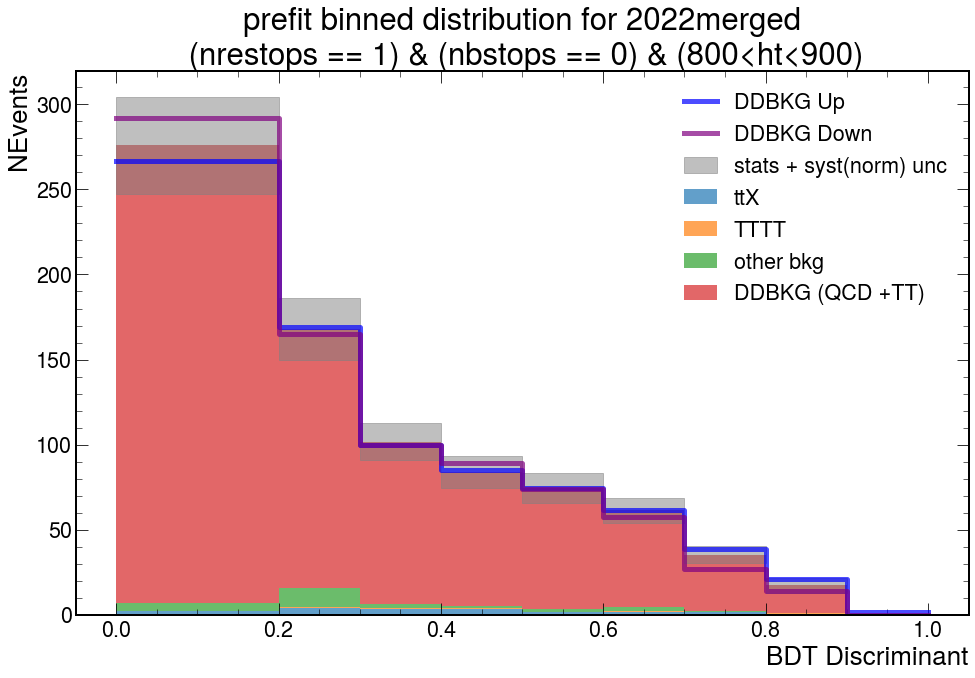 prefit binned distribution for 2022merged
(nrestops == 1) & (nbstops == 0) & (800<ht<900)
NEvents
300
250
200
150
100
50
0
DDBKG Up
DDBKG Down
stats + syst(norm) unc
ttX
TTTT
other bkg
DDBKG (QCD +TT)
0.0 0.2 0.4 0.6 0.8 1.0
BDT Discriminant